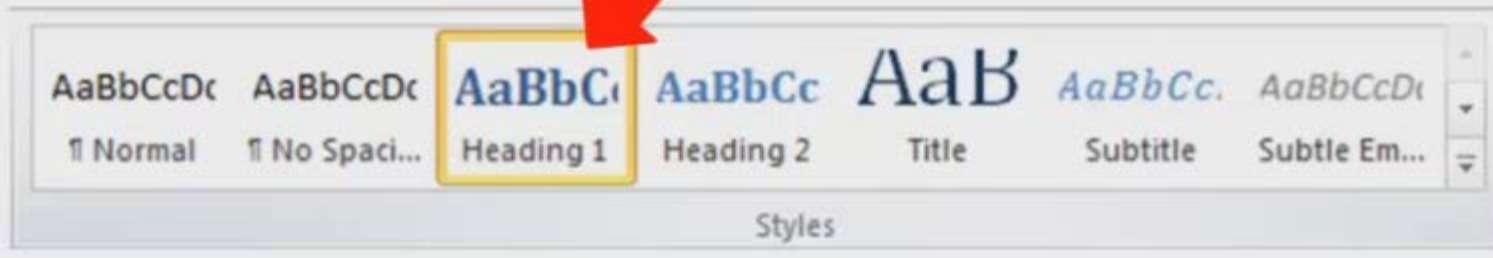 AaBbCcDc AaBbCcDc AaBbCc AaBbCc AaB AaBbCc. AaBbCcDc
¶ Normal ¶ No Spaci... Heading 1 Heading 2 Title Subtitle Subtle Em...
Styles